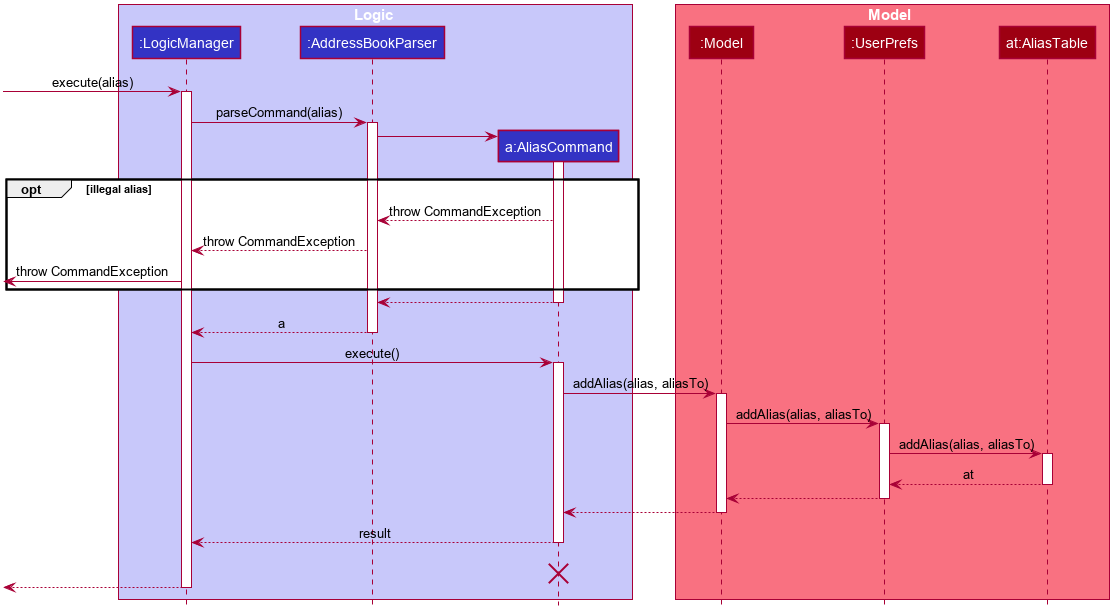 Logic
Model
:LogicManager
:AddressBookParser
:Model
:UserPrefs
at:AliasTable
execute(alias)
parseCommand(alias)
a:AliasCommand
opt
[illegal alias]
throw CommandException
throw CommandException
throw CommandException
a
execute()
addAlias(alias, aliasTo)
addAlias(alias, aliasTo)
addAlias(alias, aliasTo)
at
result